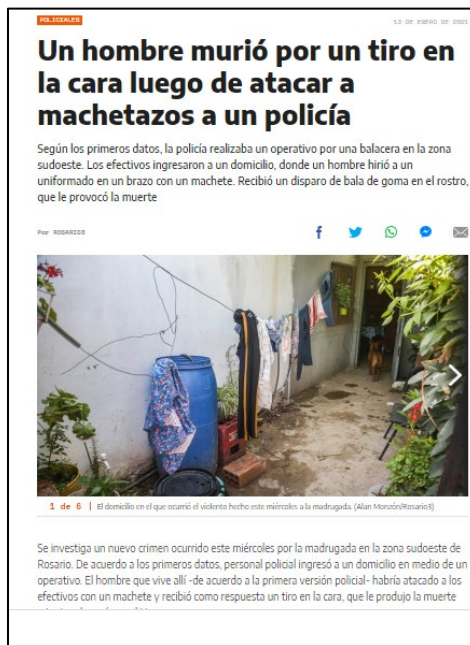 POLICIALES
13 DE ENERO DE 2021
Un hombre murió por un tiro en
la cara luego de atacar a
machetazos a un policía
Según los primeros datos, la policía realizaba un operativo por una balacera en la zona
sudoeste. Los efectivos ingresaron a un domicilio, donde un hombre hirió a un
uniformado en un brazo con un machete. Recibió un disparo de bala de goma en el rostro,
que le provocó la muerte
Por ROSARIO3
1 de 6 | El domicilio en el que ocurrió el violento hecho este miércoles a la madrugada. (Alan Monzón/Rosario3)
Se investiga un nuevo crimen ocurrido este miércoles por la madrugada en la zona sudoeste de
Rosario. De acuerdo a los primeros datos, personal policial ingresó a un domicilio en medio de un
operativo. El hombre que vive allí -de acuerdo a la primera versión policial- habría atacado a los
efectivos con un machete y recibió como respuesta un tiro en la cara, que le produjo la muerte